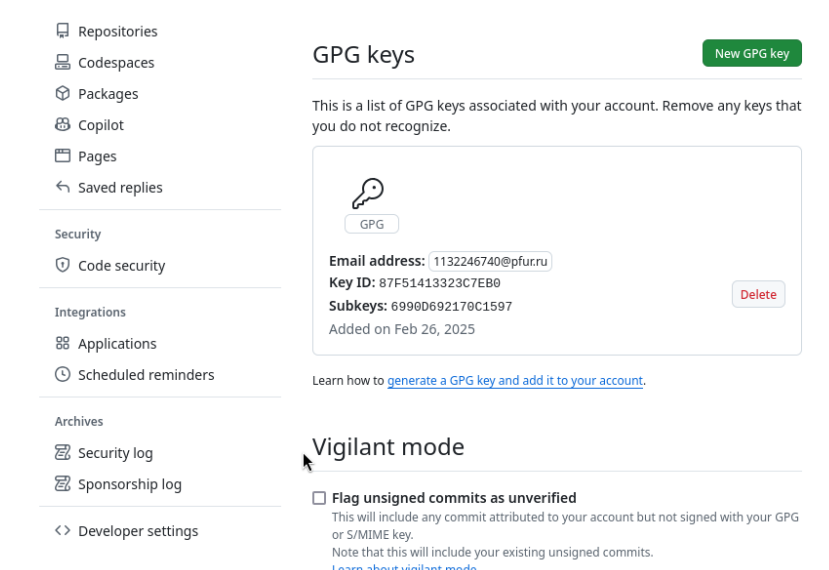 Repositories
Codespaces
Packages
Copilot
Pages
Saved replies
Security
Code security
Integrations
Applications
Scheduled reminders
Archives
Security log
Sponsorship log
Developer settings
GPG keys
New GPG key
This is a list of GPG keys associated with your account. Remove any keys that
you do not recognize.
GPG
Email address: 1132246740@pfur.ru
Key ID: 87F51413323C7EB0
Subkeys: 6990D692170C1597
Added on Feb 26, 2025
Delete
Learn how to generate a GPG key and add it to your account.
Vigilant mode
Flag unsigned commits as unverified
This will include any commit attributed to your account but not signed with your GPG
or S/MIME key.
Note that this will include your existing unsigned commits.
Learn about vigilant mode.